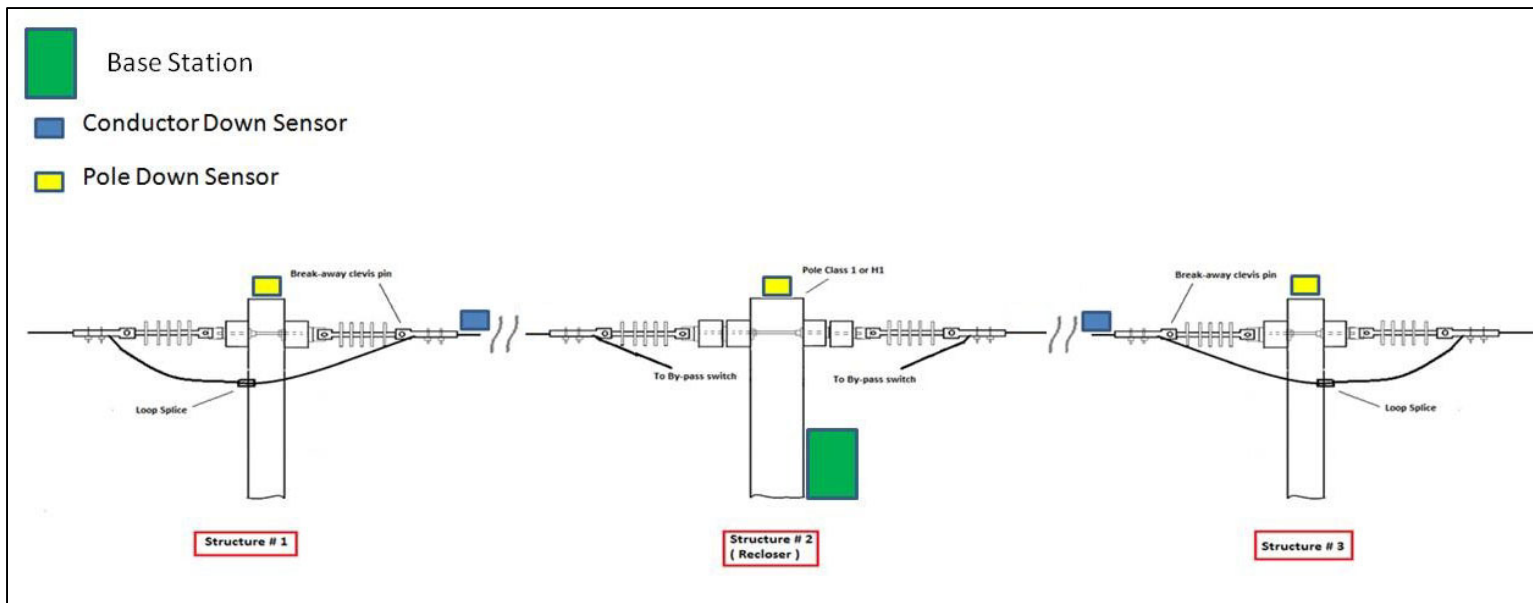 Base Station
Conductor Down Sensor
Pole Down Sensor
Break-away clevis pin
Loop Splice
Structure # 1
Pole Class 1 or H1
To By-pass switch
To By-pass switch
Structure # 2
( Recloser )
Break-away clevis pin
Loop Splice
Structure # 3